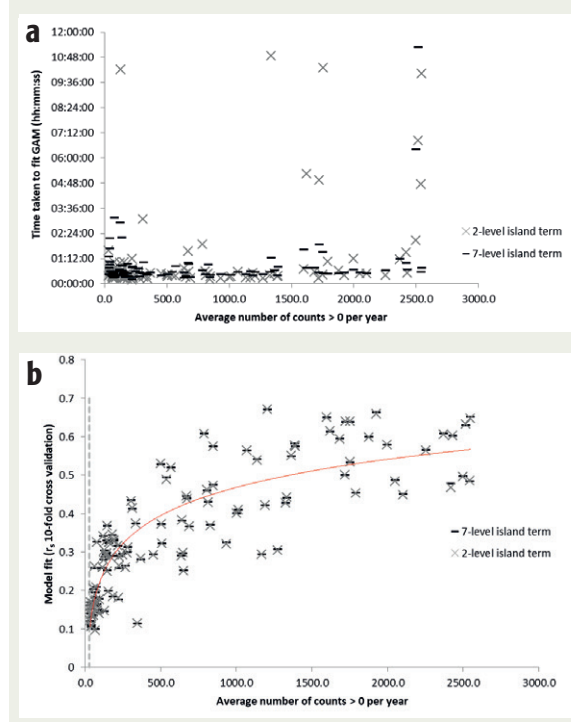 a
Time taken to fit GAM (hh:mm:ss)
12:00:00
10:48:00
09:36:00
08:24:00
07:12:00
06:00:00
04:48:00
03:36:00
02:24:00
01:12:00
00:00:00
2-level island term
7-level island term
0.0 500.0 1000.0 1500.0 2000.0 2500.0 3000.0
Average number of counts > 0 per year
b
Model fit (rs 10-fold cross validation)
0.8
0.7
0.6
0.5
0.4
0.3
0.2
0.1
0
7-level island term
2-level island term
0.0 500.0 1000.0 1500.0 2000.0 2500.0 3000.0
Average number of counts > 0 per year